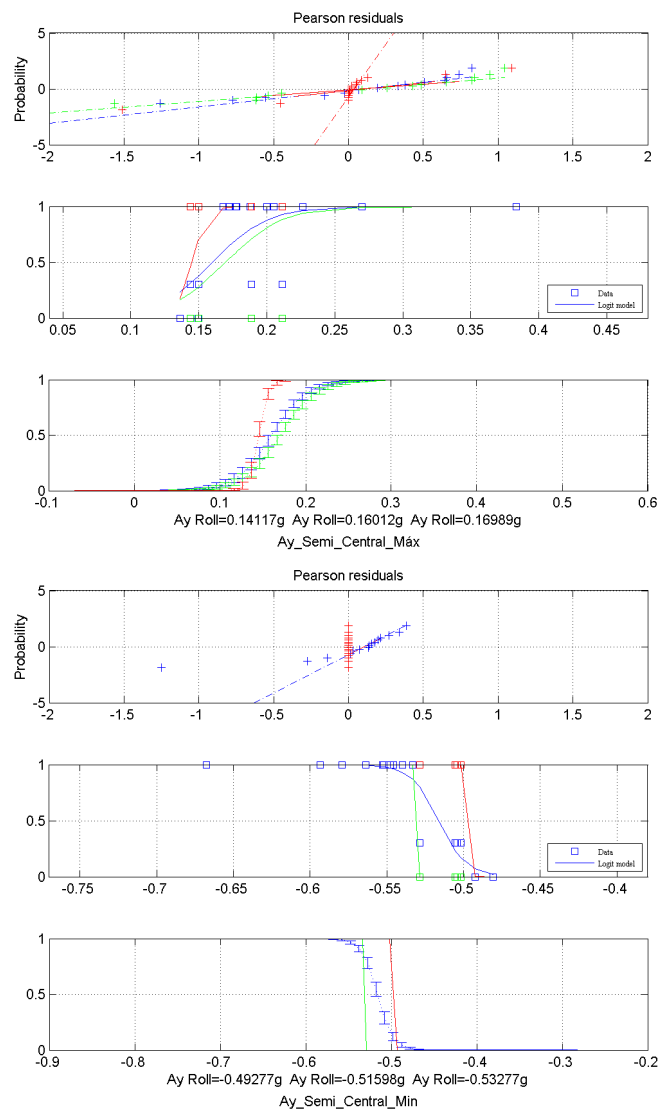 Pearson residuals
5
0
-5
Probability
-2 -1.5 -1 -0.5 0 0.5 1 1.5 2
1
0.5
0
Data
Logit model
0.05 0.1 0.15 0.2 0.25 0.3 0.35 0.4 0.45
1
0.5
0
-0.1 0 0.1 0.2 0.3 0.4 0.5 0.6
Ay Roll=0.14117g Ay Roll=0.16012g Ay Roll=0.16989g
Ay_Semi_Central_Máx
Pearson residuals
5
0
-5
Probability
-2 -1.5 -1 -0.5 0 0.5 1 1.5 2
1
0.5
0
Data
Logit model
-0.75 -0.7 -0.65 -0.6 -0.55 -0.5 -0.45 -0.4
1
0.5
0
-0.9 -0.8 -0.7 -0.6 -0.5 -0.4 -0.3 -0.2
Ay Roll=-0.49277g Ay Roll=-0.51598g Ay Roll=-0.53277g
Ay_Semi_Central_Min